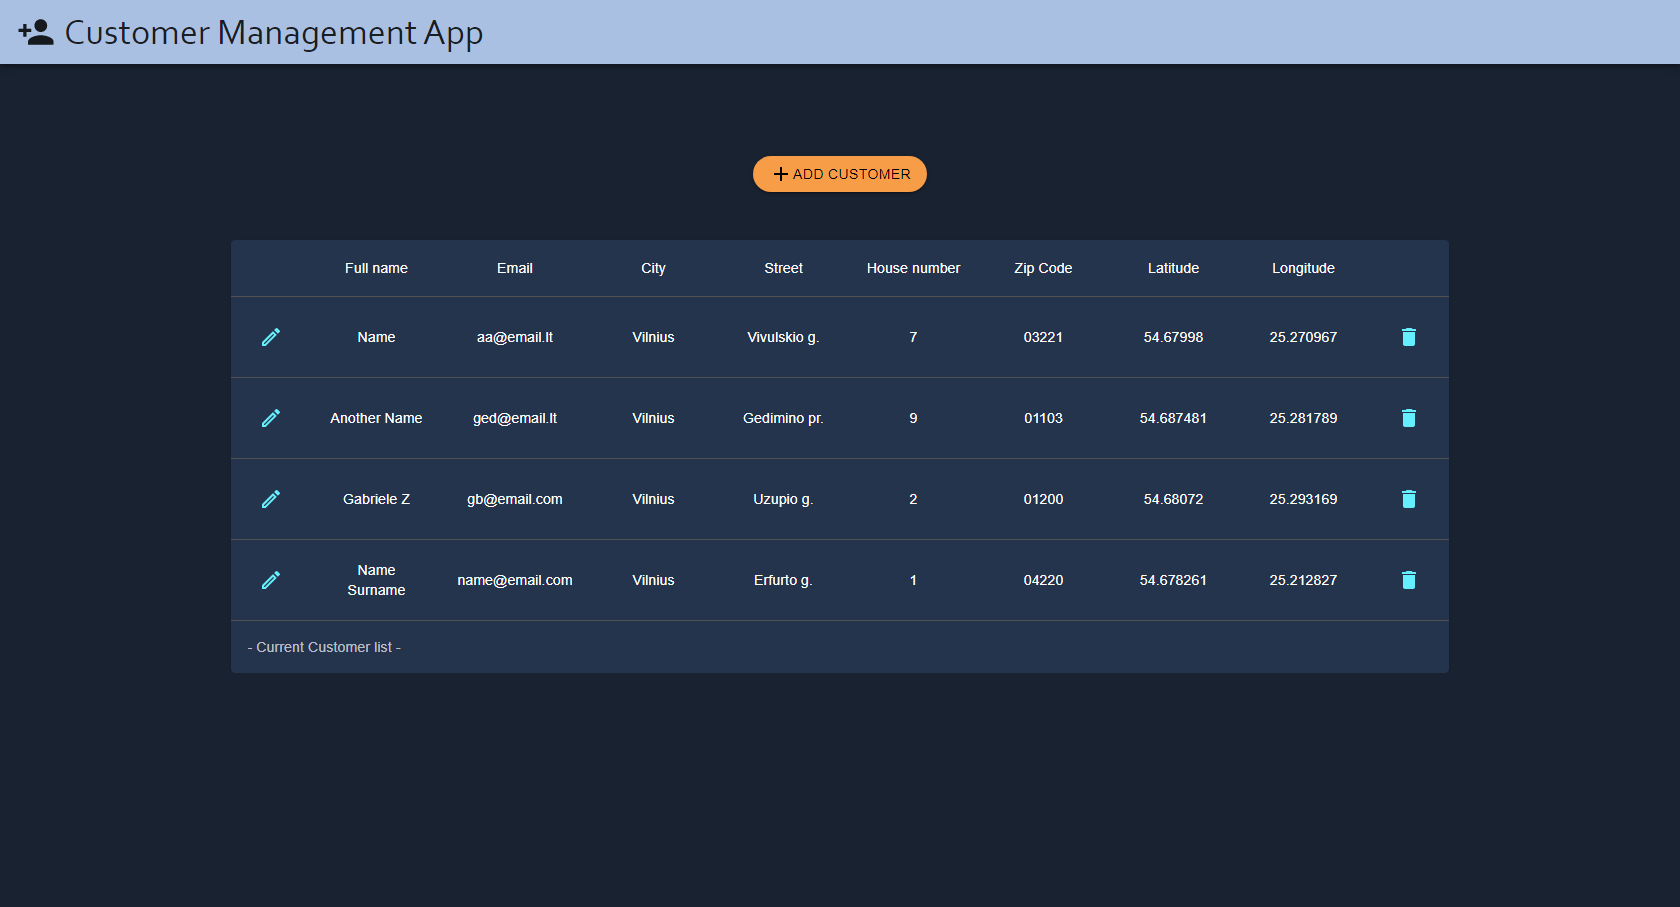 Customer Management App
ADD CUSTOMER
Full name Email City Street House number Zip Code Latitude Longitude
Name aa@email.lt Vilnius Vivulskio g. 7 03221 54.67998 25.270967
Another Name ged@email.lt Vilnius Gedimino pr. 9 01103 54.687481 25.281789
Gabriele Z gb@email.com Vilnius Uzupio g. 2 01200 54.68072 25.293169
Name
Surname name@email.com Vilnius Erfurto g. 1 04220 54.678261 25.212827
- Current Customer list -